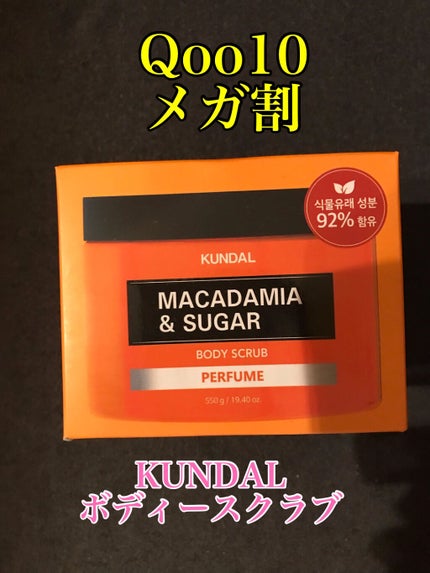 Qoo10
メガ割
식물유래 성분
92% 함유
KUNDAL
MACADAMIA
& SUGAR
BODY SCRUB
PERFUME
550 g / 19.40 oz.
KUNDAL
ボディースクラブ